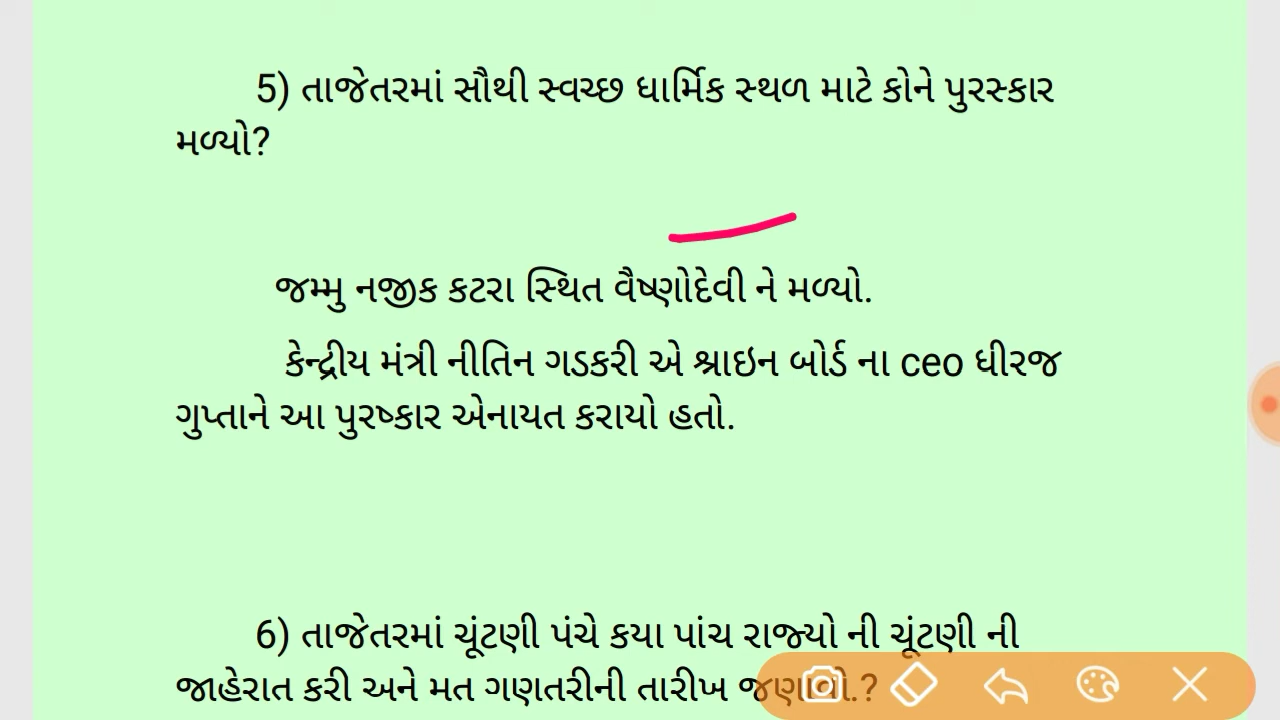 5) તાજેતરમાં સૌથી સ્વચ્છ ધાર્મિક સ્થળ માટે કોને પુરસ્કાર
મળ્યો?
જમ્મુ નજીક કટરા સ્થિત વૈષ્ણોદેવી ને મળ્યો.
કેન્દ્રીય મંત્રી નીતિન ગડકરી એ શ્રાઇન બોર્ડ ના ceo ધીરજ
ગુપ્તાને આ પુરષ્કાર એનાયત કરાયો હતો.
6) તાજેતરમાં ચૂંટણી પંચે કયા પાંચ રાજ્યો ની ચૂંટણી ની
જાહેરાત કરી અને મત ગણતરીની તારીખ જણાવો.?